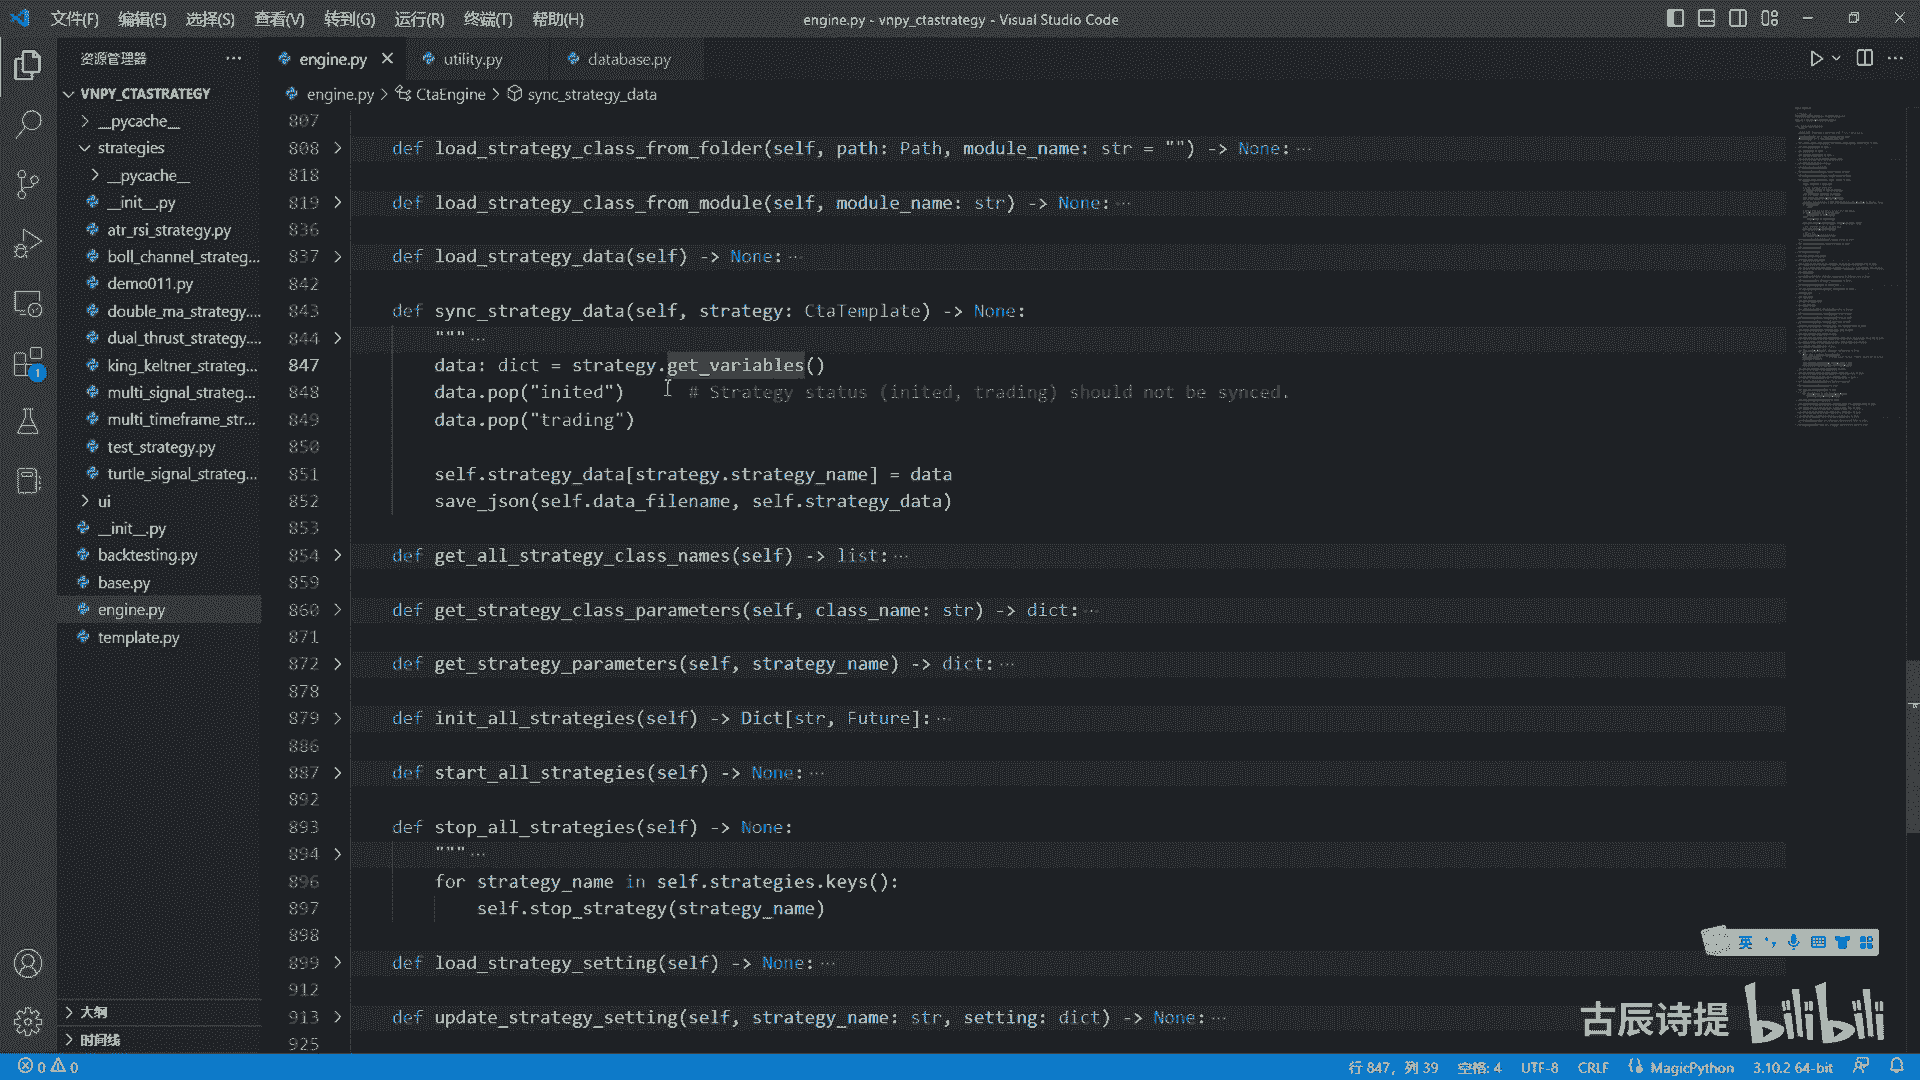 文件(F) 编辑(E) 选择(S) 查看(V) 转到(G) 运行(R) 终端(T) 帮助(H) engine.py - vnpy_ctastrategy - Visual Studio Code
资源管理器 ···
engine.py utility.py database.py
VNPY_CTASTRATEGY
engine.py > CtaEngine > sync_strategy_data
__pycache__
strategies
__pycache__
__init__.py
atr_rsi_strategy.py
boll_channel_strateg...
demo011.py
double_ma_strategy....
dual_thrust_strategy....
king_keltner_strateg...
multi_signal_strateg...
multi_timeframe_str...
test_strategy.py
turtle_signal_strateg...
ui
__init__.py
backtesting.py
base.py
engine.py
template.py
大纲
时间线
807
808 def load_strategy_class_from_folder(self, path: Path, module_name: str = "") -> None:···
818
819 def load_strategy_class_from_module(self, module_name: str) -> None:···
836
837 def load_strategy_data(self) -> None:···
842
843 def sync_strategy_data(self, strategy: CtaTemplate) -> None:
844 """···
847 data: dict = strategy.get_variables()
848 data.pop("inited") # Strategy status (inited, trading) should not be synced.
849 data.pop("trading")
850
851 self.strategy_data[strategy.strategy_name] = data
852 save_json(self.data_filename, self.strategy_data)
853
854 def get_all_strategy_class_names(self) -> list:···
859
860 def get_strategy_class_parameters(self, class_name: str) -> dict:···
871
872 def get_strategy_parameters(self, strategy_name) -> dict:···
878
879 def init_all_strategies(self) -> Dict[str, Future]:···
886
887 def start_all_strategies(self) -> None:···
892
893 def stop_all_strategies(self) -> None:
894 """···
896 for strategy_name in self.strategies.keys():
897 self.stop_strategy(strategy_name)
898
899 def load_strategy_setting(self) -> None:···
912
913 def update_strategy_setting(self, strategy_name: str, setting: dict) -> None:···
925
1
英
古辰诗提 bilibili
0 0 行 847, 列 39 空格: 4 UTF-8 CRLF MagicPython 3.10.2 64-bit